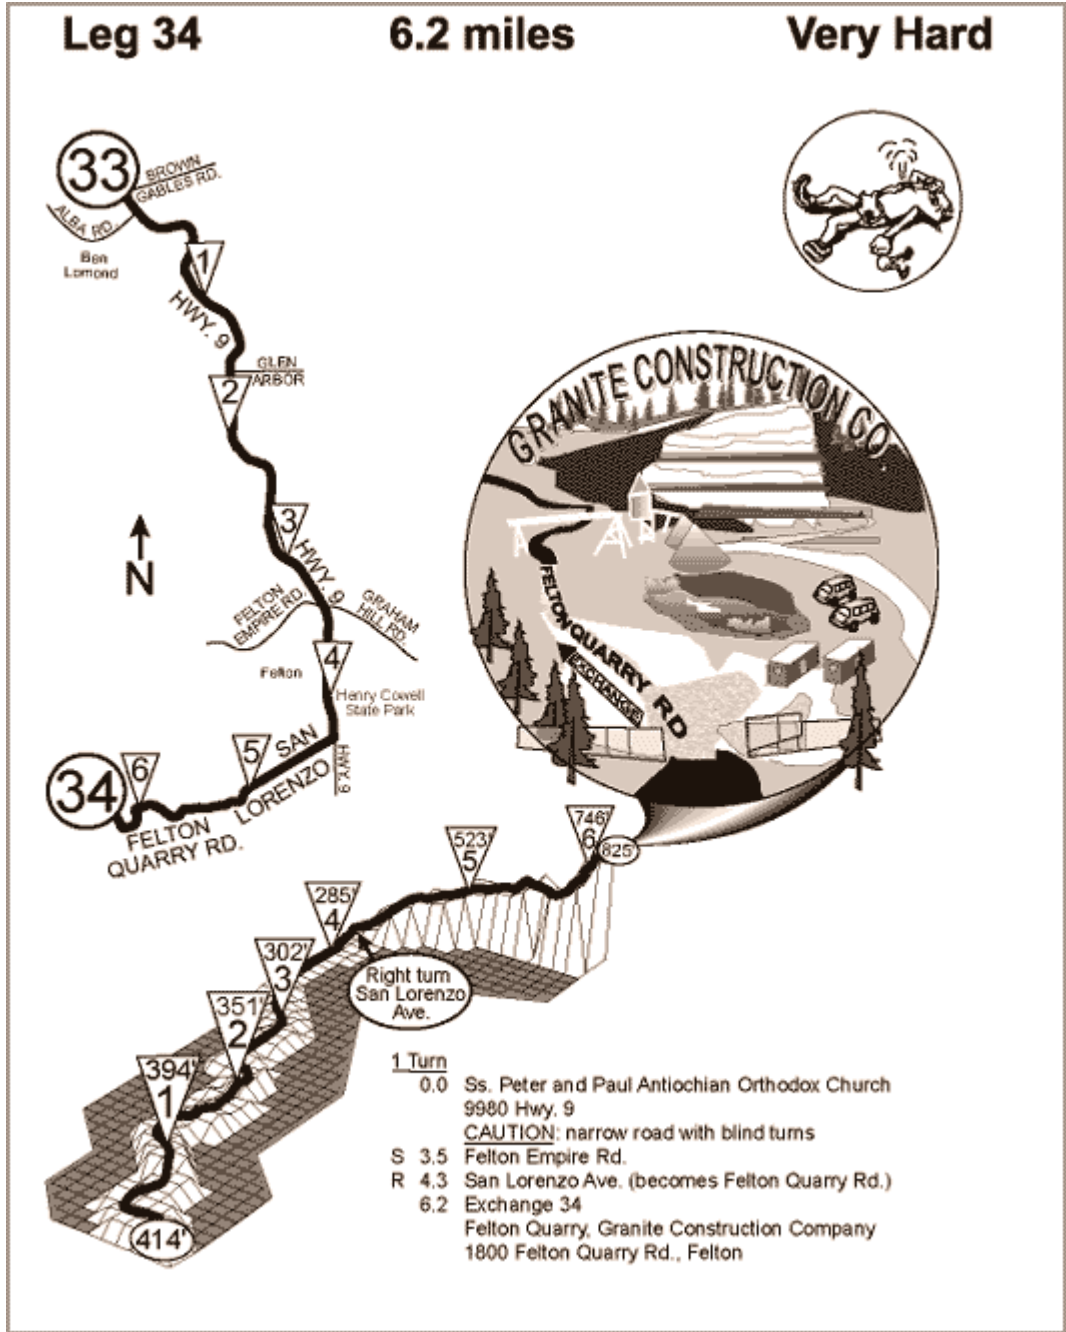 Leg 34 6.2 miles Very Hard
33
BROWN
GABLES RD.
ALBA RD.
Ben
Lomond
1
HWY. 9
GLEN
ARBOR
2
3
HWY. 9
N
FELTON
EMPIRE RD.
GRAHAM
HILL RD.
4
Felton
Henry Cowell
State Park
SAN
LORENZO
HWY. 9
5
6
34
FELTON
QUARRY RD.
GRANITE CONSTRUCTION CO.
FELTON QUARRY RD
EXCHANGE
746'
6
825'
523'
5
285'
4
302'
3
Right turn
San Lorenzo
Ave.
351'
2
394'
1
414'
1 Turn
0.0 Ss. Peter and Paul Antiochian Orthodox Church
9980 Hwy. 9
CAUTION: narrow road with blind turns
S 3.5 Felton Empire Rd.
R 4.3 San Lorenzo Ave. (becomes Felton Quarry Rd.)
6.2 Exchange 34
Felton Quarry, Granite Construction Company
1800 Felton Quarry Rd., Felton